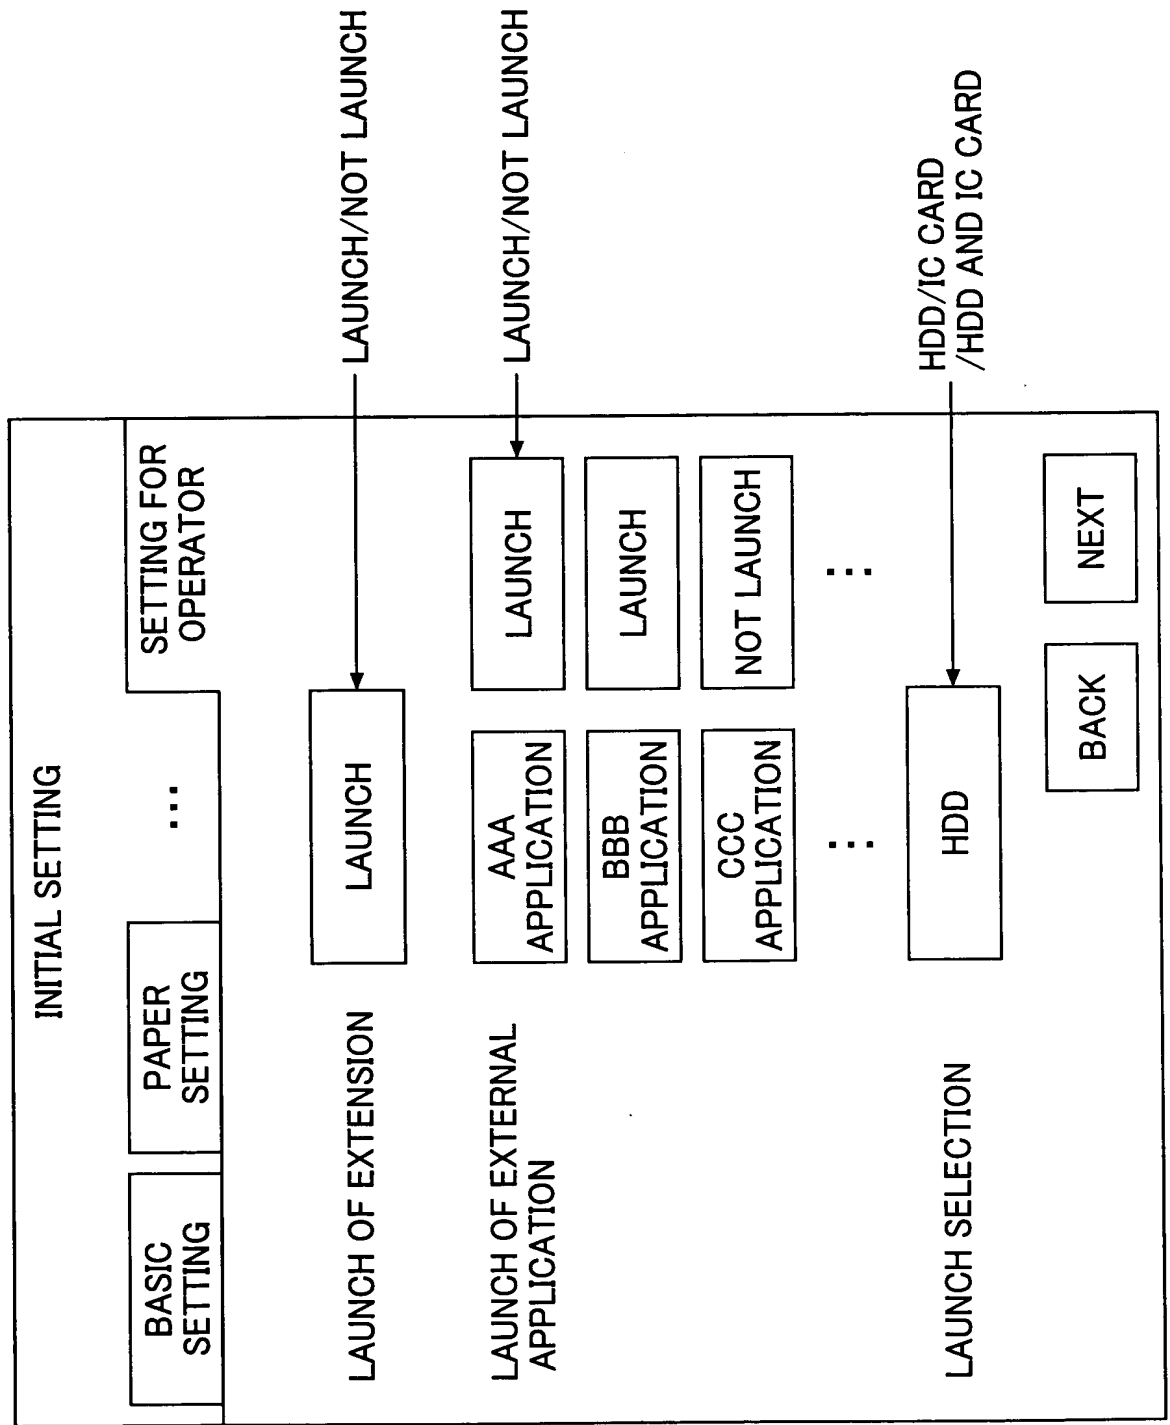 INITIAL SETTING
BASIC
SETTING
PAPER
SETTING
...
SETTING FOR
OPERATOR
LAUNCH OF EXTENSION
LAUNCH
LAUNCH/NOT LAUNCH
LAUNCH OF EXTERNAL
APPLICATION
AAA
APPLICATION
LAUNCH
LAUNCH/NOT LAUNCH
BBB
APPLICATION
LAUNCH
CCC
APPLICATION
NOT LAUNCH
...
...
LAUNCH SELECTION
HDD
HDD/IC CARD
/HDD AND IC CARD
BACK
NEXT